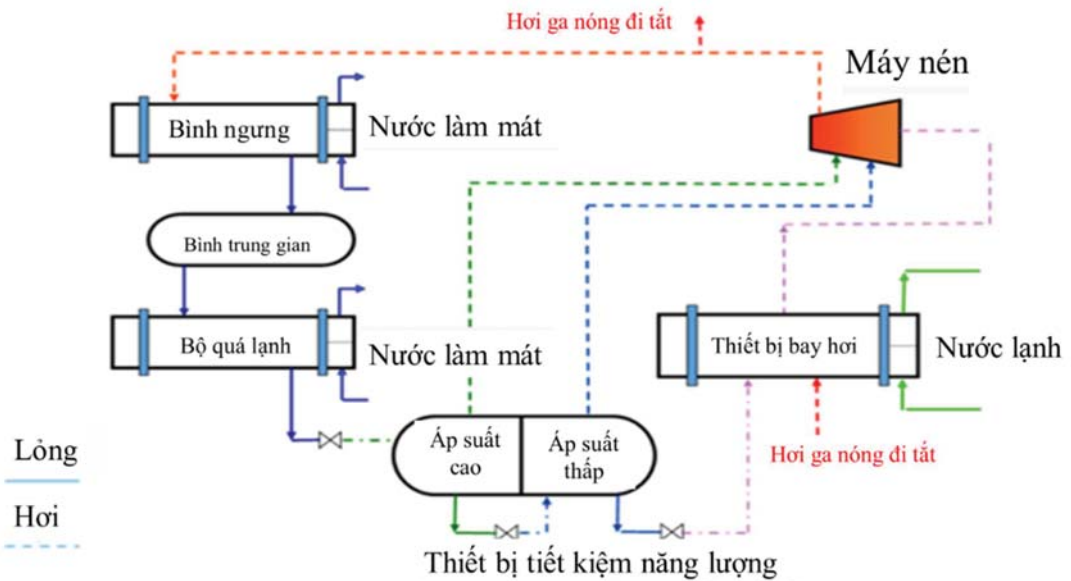 Hơi ga nóng đi tắt
Máy nén
Bình ngưng
Nước làm mát
Bình trung gian
Bộ quá lạnh
Nước làm mát
Thiết bị bay hơi
Nước lạnh
Áp suất
cao
Áp suất
thấp
Hơi ga nóng đi tắt
Lỏng
Hơi
Thiết bị tiết kiệm năng lượng